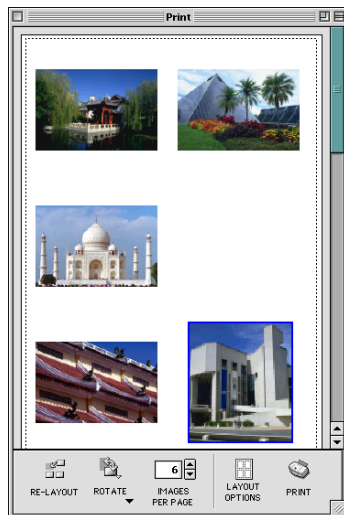 Print
RE-LAYOUT
ROTATE
6
IMAGES
PER PAGE
LAYOUT
OPTIONS
PRINT